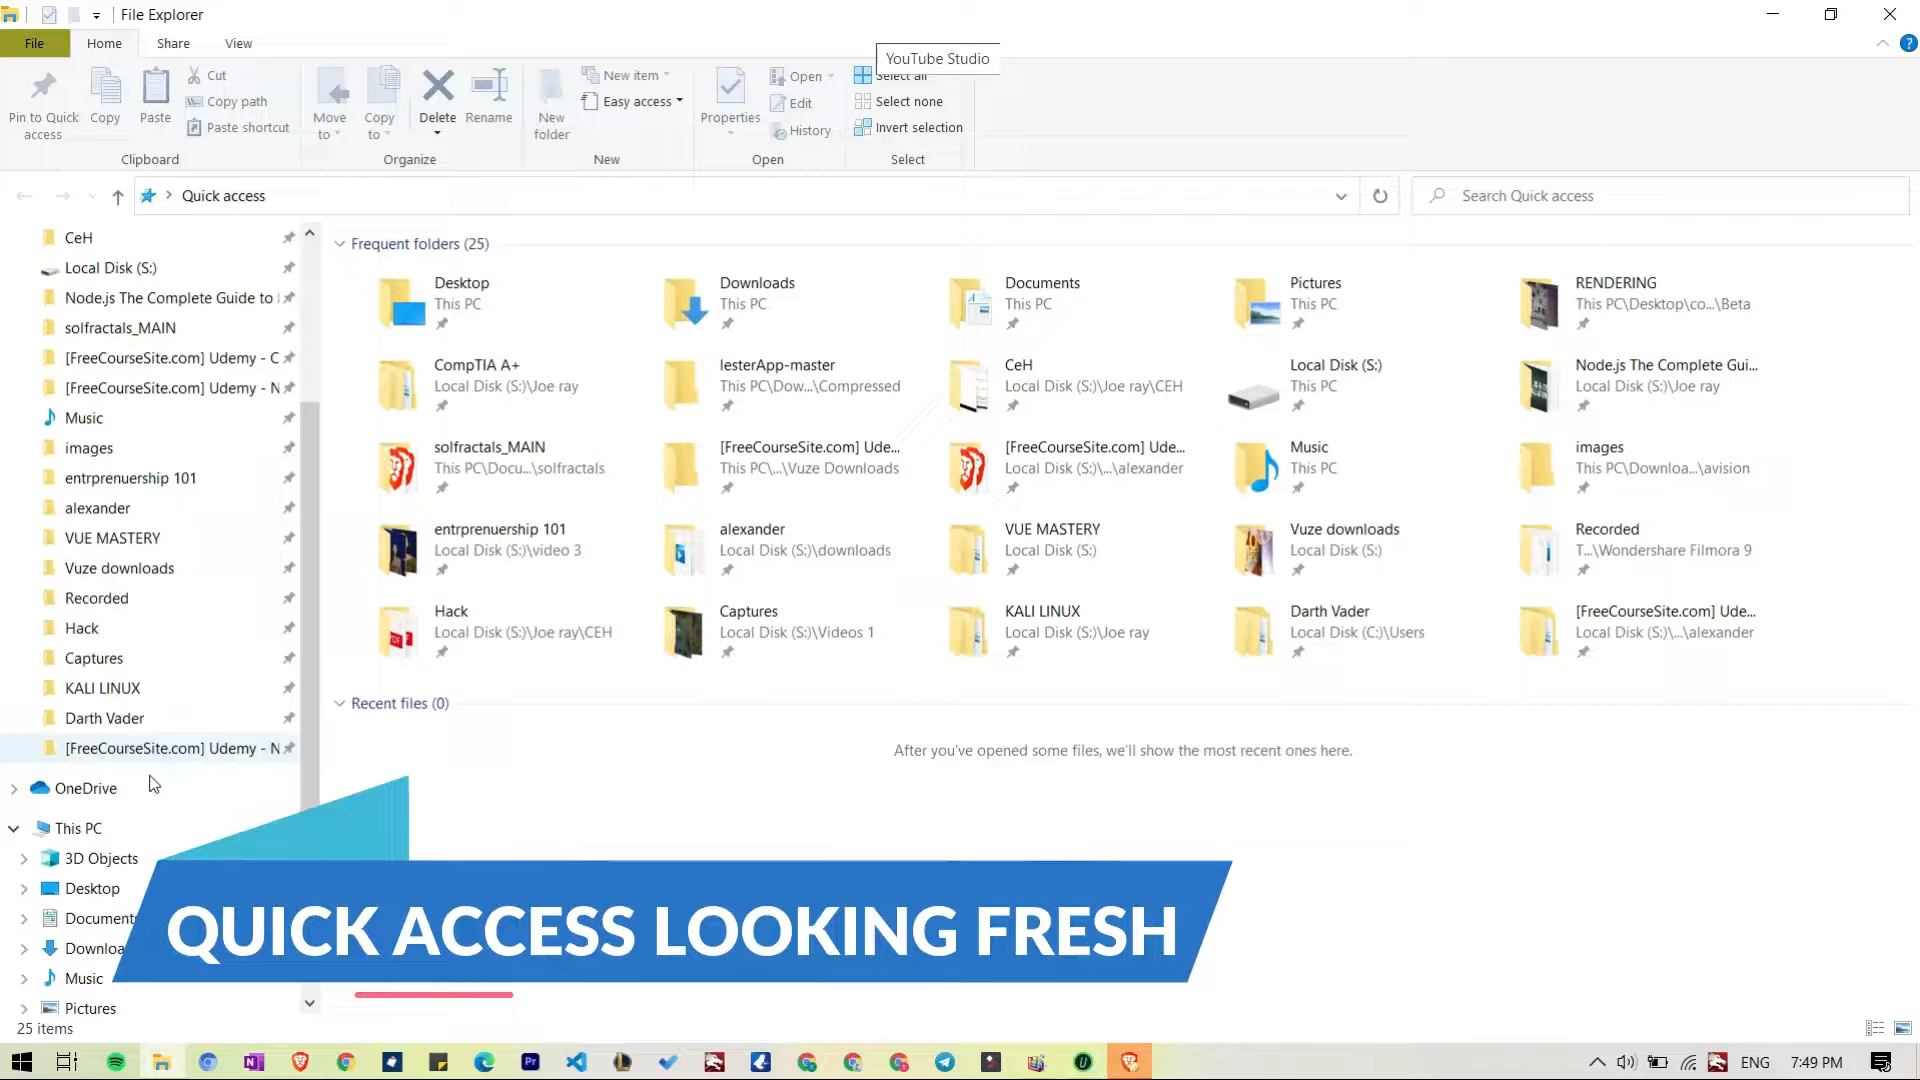 File Explorer
File
Home
Share
View
YouTube Studio
Pin to Quick access
Copy
Paste
Cut
Copy path
Paste shortcut
Clipboard
Move to
Copy to
Delete
Rename
Organize
New folder
New item
Easy access
New
Properties
Open
Edit
History
Open
Select all
Select none
Invert selection
Select
Quick access
Search Quick access
CeH
Local Disk (S:)
Node.js The Complete Guide to
solfractals_MAIN
[FreeCourseSite.com] Udemy - C
[FreeCourseSite.com] Udemy - N
Music
images
entrprenuership 101
alexander
VUE MASTERY
Vuze downloads
Recorded
Hack
Captures
KALI LINUX
Darth Vader
[FreeCourseSite.com] Udemy - N
OneDrive
This PC
3D Objects
Desktop
Document
Downloa
Music
Pictures
25 items
Frequent folders (25)
Desktop
This PC
Downloads
This PC
Documents
This PC
Pictures
This PC
RENDERING
This PC\Desktop\co...\Beta
CompTIA A+
Local Disk (S:)\Joe ray
lesterApp-master
This PC\Dow...\Compressed
CeH
Local Disk (S:)\Joe ray\CEH
Local Disk (S:)
This PC
Node.js The Complete Gui...
Local Disk (S:)\Joe ray
solfractals_MAIN
This PC\Docu...\solfractals
[FreeCourseSite.com] Ude...
This PC\...\Vuze Downloads
[FreeCourseSite.com] Ude...
Local Disk (S:)\...\alexander
Music
This PC
images
This PC\Downloa...\avision
entrprenuership 101
Local Disk (S:)\video 3
alexander
Local Disk (S:)\downloads
VUE MASTERY
Local Disk (S:)
Vuze downloads
Local Disk (S:)
Recorded
T...\Wondershare Filmora 9
Hack
Local Disk (S:)\Joe ray\CEH
Captures
Local Disk (S:)\Videos 1
KALI LINUX
Local Disk (S:)\Joe ray
Darth Vader
Local Disk (C:)\Users
[FreeCourseSite.com] Ude...
Local Disk (S:)\...\alexander
Recent files (0)
After you've opened some files, we'll show the most recent ones here.
QUICK ACCESS LOOKING FRESH
ENG
7:49 PM